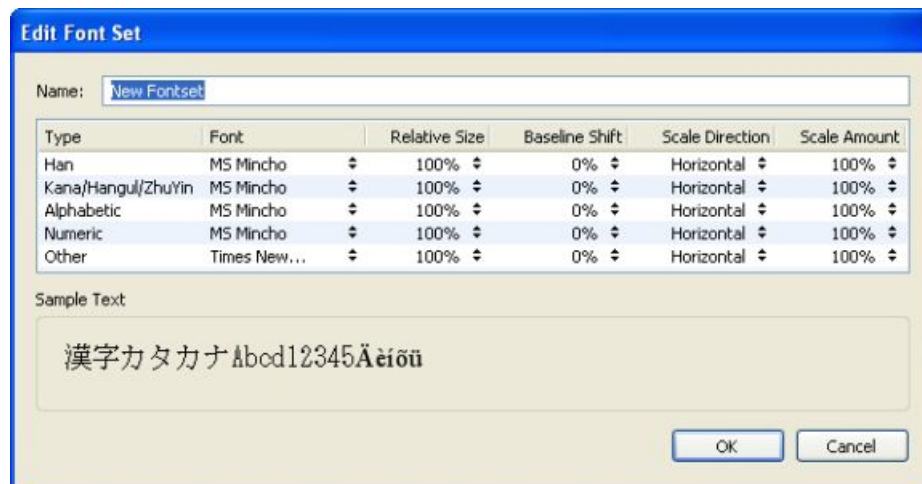 Edit Font Set
Name: New Fontset
Type Font Relative Size Baseline Shift Scale Direction Scale Amount
Han MS Mincho 100% 0% Horizontal 100%
Kana/Hangul/ZhuYin MS Mincho 100% 0% Horizontal 100%
Alphabetic MS Mincho 100% 0% Horizontal 100%
Numeric MS Mincho 100% 0% Horizontal 100%
Other Times New... 100% 0% Horizontal 100%
Sample Text
漢字カタカナAbcd12345Äèíõü
OK Cancel